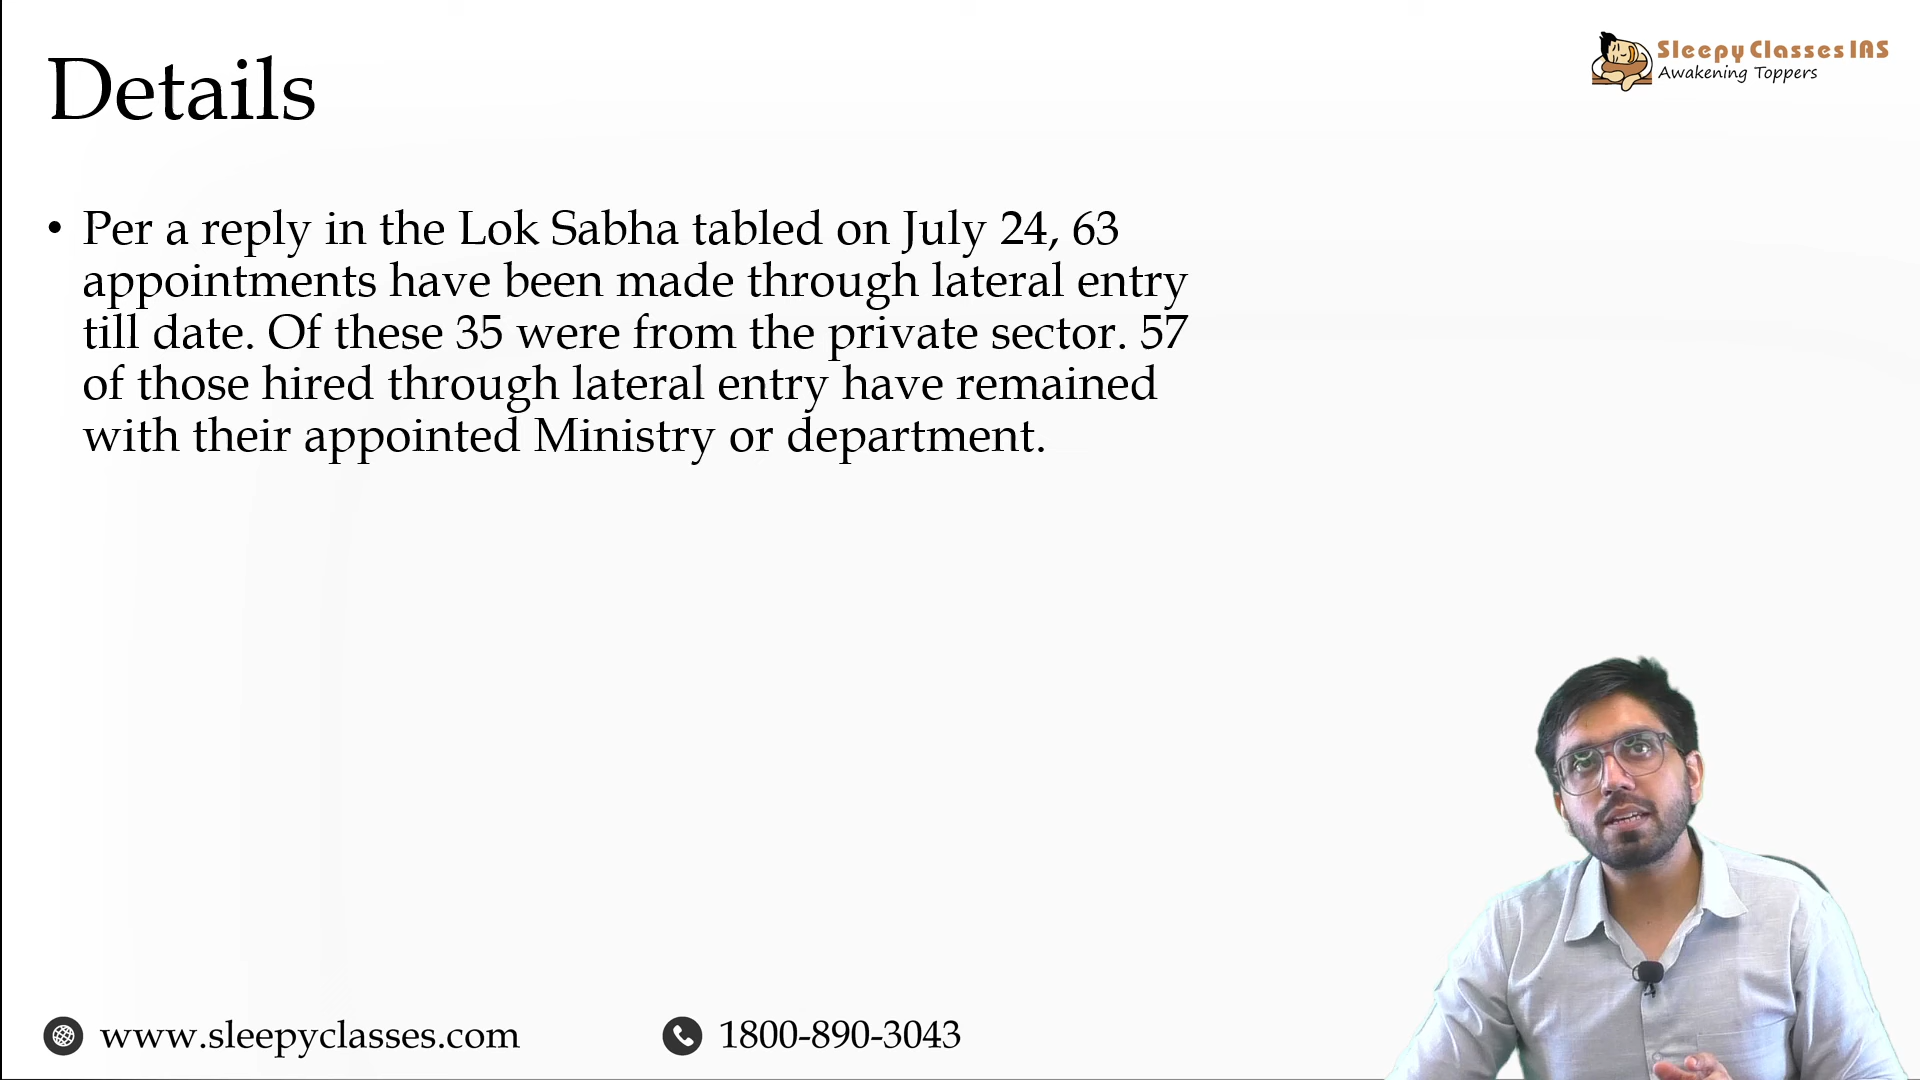 Details
Sleepy Classes IAS
Awakening Toppers
• Per a reply in the Lok Sabha tabled on July 24, 63
appointments have been made through lateral entry
till date. Of these 35 were from the private sector. 57
of those hired through lateral entry have remained
with their appointed Ministry or department.
www.sleepyclasses.com
1800-890-3043